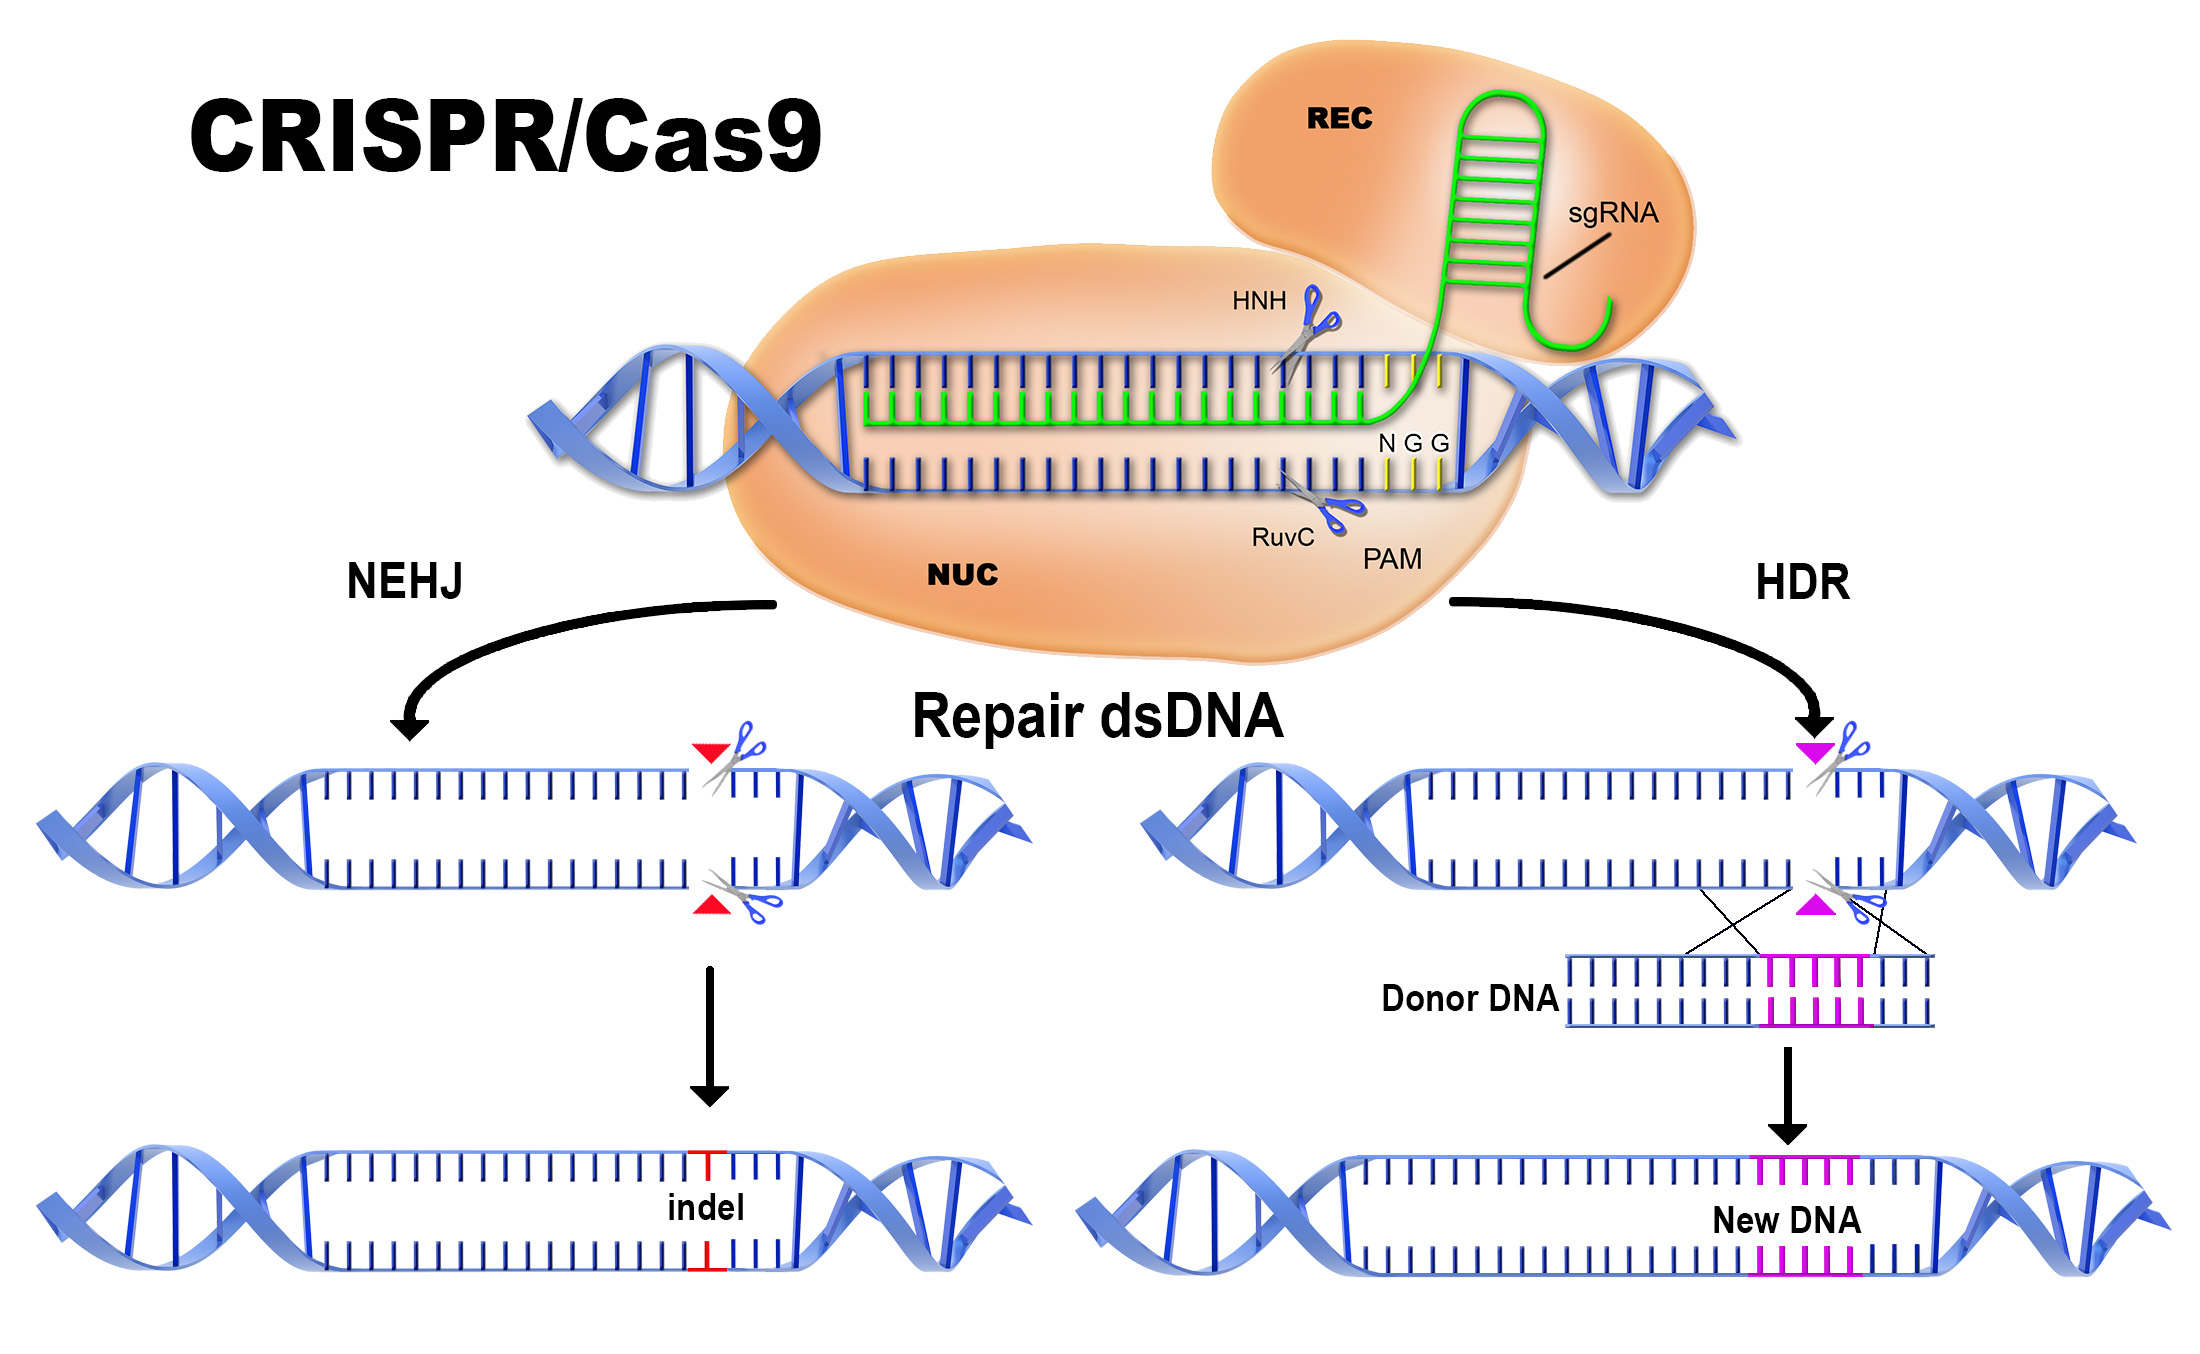 CRISPR/Cas9
REC
sgRNA
HNH
N G G
RuvC
PAM
NUC
NEHJ
HDR
Repair dsDNA
Donor DNA
indel
New DNA